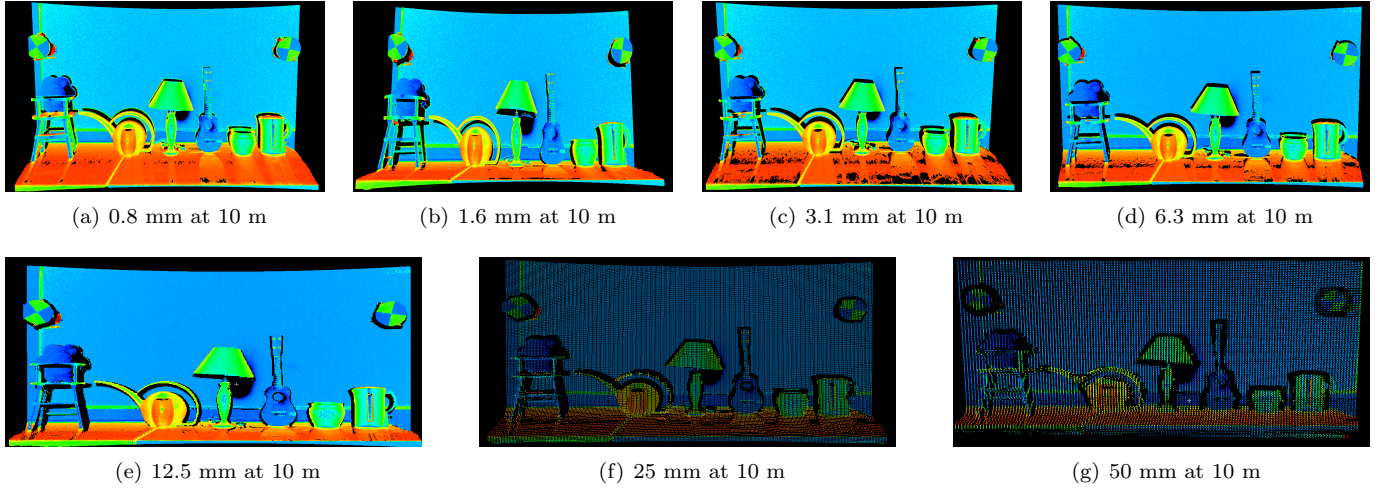 (a) 0.8 mm at 10 m
(b) 1.6 mm at 10 m
(c) 3.1 mm at 10 m
(d) 6.3 mm at 10 m
(e) 12.5 mm at 10 m
(f) 25 mm at 10 m
(g) 50 mm at 10 m